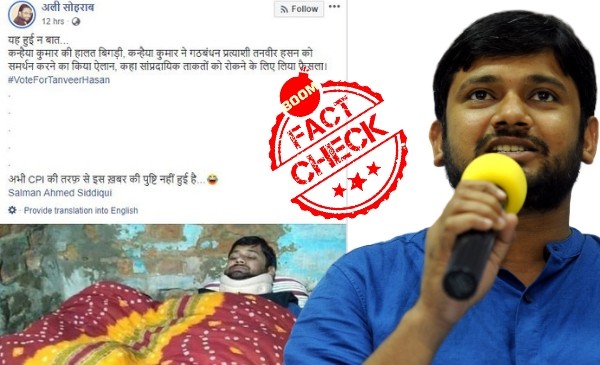 अली सोहराब
Follow
12 hrs
यह हुई न बात...
कन्हैया कुमार की हालत बिगड़ी, कन्हैया कुमार ने गठबंधन प्रत्याशी तनवीर हसन को
समर्थन करने का किया ऐलान, कहा सांप्रदायिक ताकतों को रोकने के लिए लिया फैसला।
#VoteForTanveerHasan
.
.
.
.
.
अभी CPI की तरफ़ से इस ख़बर की पुष्टि नहीं हुई है...
Salman Ahmed Siddiqui
Provide translation into English
BOOM
FACT
CHECK